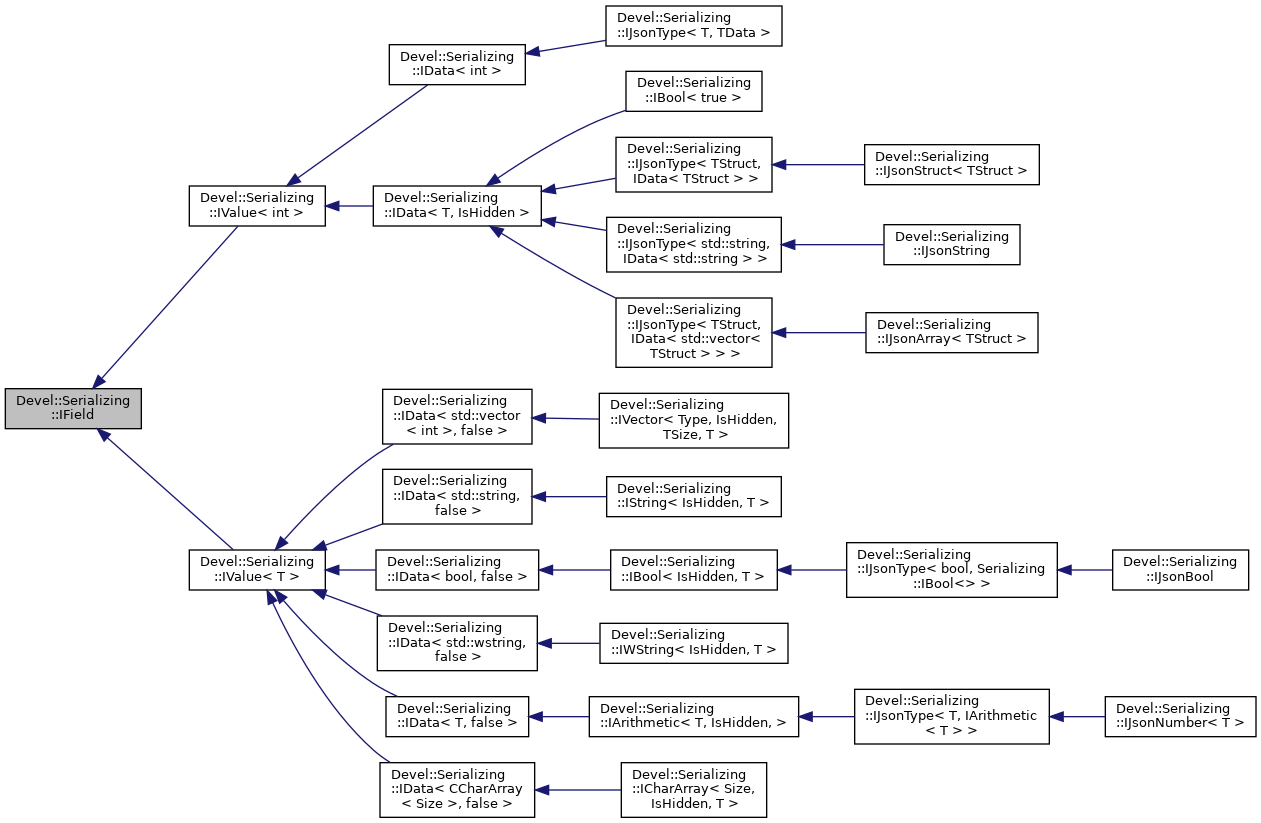 Devel::Serializing
::IField
Devel::Serializing
::IValue< int >
Devel::Serializing
::IData< int >
Devel::Serializing
::IJsonType< T, TData >
Devel::Serializing
::IData< T, IsHidden >
Devel::Serializing
::IBool< true >
Devel::Serializing
::IJsonType< TStruct,
IData< TStruct > >
Devel::Serializing
::IJsonStruct< TStruct >
Devel::Serializing
::IJsonType< std::string,
IData< std::string > >
Devel::Serializing
::IJsonString
Devel::Serializing
::IJsonType< TStruct,
IData< std::vector<
TStruct > > >
Devel::Serializing
::IJsonArray< TStruct >
Devel::Serializing
::IValue< T >
Devel::Serializing
::IData< std::vector
< int >, false >
Devel::Serializing
::IVector< Type, IsHidden,
TSize, T >
Devel::Serializing
::IData< std::string,
false >
Devel::Serializing
::IString< IsHidden, T >
Devel::Serializing
::IData< bool, false >
Devel::Serializing
::IBool< IsHidden, T >
Devel::Serializing
::IJsonType< bool, Serializing
::IBool<> >
Devel::Serializing
::IJsonBool
Devel::Serializing
::IData< std::wstring,
false >
Devel::Serializing
::IWString< IsHidden, T >
Devel::Serializing
::IData< T, false >
Devel::Serializing
::IArithmetic< T, IsHidden, >
Devel::Serializing
::IJsonType< T, IArithmetic
< T > >
Devel::Serializing
::IJsonNumber< T >
Devel::Serializing
::IData< CCharArray
< Size >, false >
Devel::Serializing
::ICharArray< Size,
IsHidden, T >